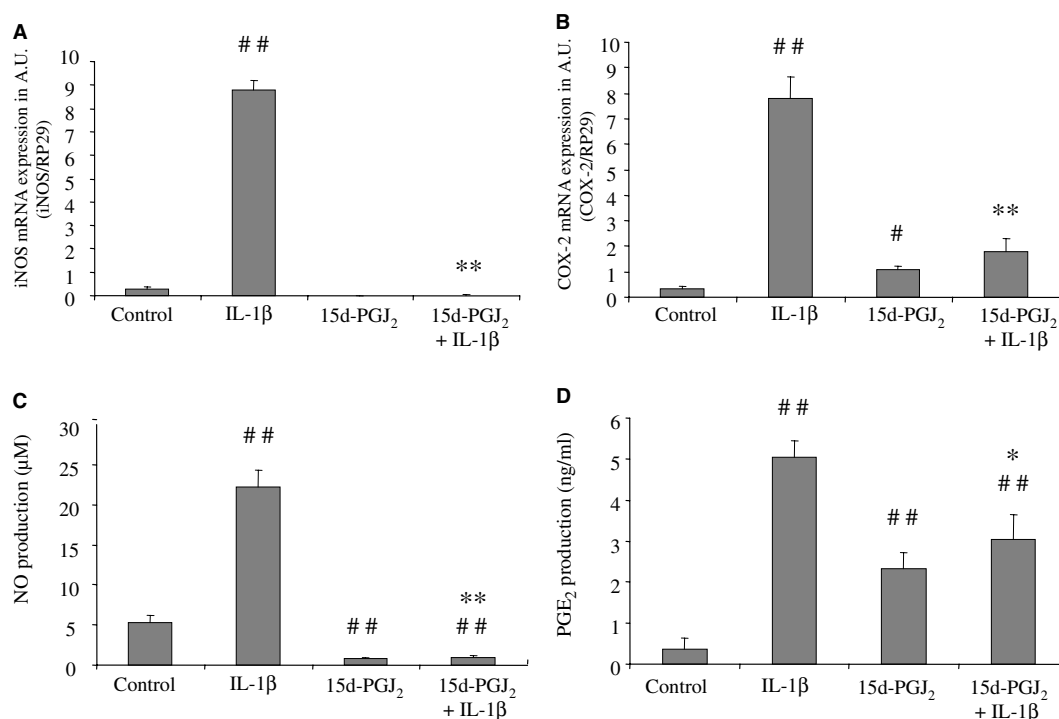 A
iNOS mRNA expression in A.U.
(iNOS/RP29)
10
9
8
7
6
5
4
3
2
1
0
# #
**
Control
IL-1β
15d-PGJ2
15d-PGJ2
+ IL-1β
B
COX-2 mRNA expression in A.U.
(COX-2/RP29)
10
9
8
7
6
5
4
3
2
1
0
# #
#
**
Control
IL-1β
15d-PGJ2
15d-PGJ2
+ IL-1β
C
NO production (µM)
30
25
20
15
10
5
0
# #
# #
**
# #
Control
IL-1β
15d-PGJ2
15d-PGJ2
+ IL-1β
D
PGE2 production (ng/ml)
6
5
4
3
2
1
0
# #
# #
*
# #
Control
IL-1β
15d-PGJ2
15d-PGJ2
+ IL-1β